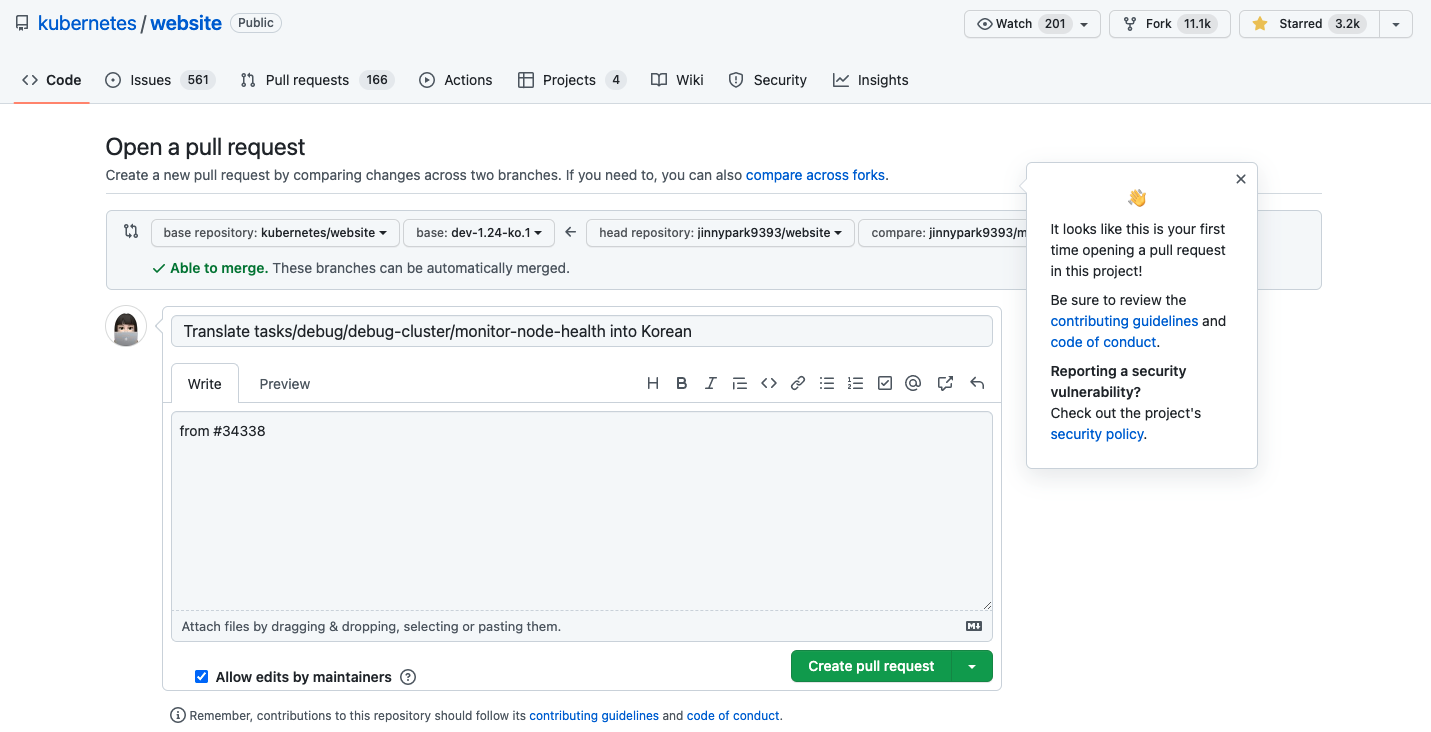 kubernetes / website Public Watch 201 Fork 11.1k Starred 3.2k
Code Issues 561 Pull requests 166 Actions Projects 4 Wiki Security Insights
Open a pull request
Create a new pull request by comparing changes across two branches. If you need to, you can also compare across forks.
base repository: kubernetes/website base: dev-1.24-ko.1 ← head repository: jinnypark9393/website compare: jinnypark9393/m
Able to merge. These branches can be automatically merged.
Translate tasks/debug/debug-cluster/monitor-node-health into Korean
Write Preview
from #34338
Attach files by dragging & dropping, selecting or pasting them.
Allow edits by maintainers
Create pull request
Remember, contributions to this repository should follow its contributing guidelines and code of conduct.
It looks like this is your first
time opening a pull request
in this project!
Be sure to review the
contributing guidelines and
code of conduct.
Reporting a security
vulnerability?
Check out the project's
security policy.